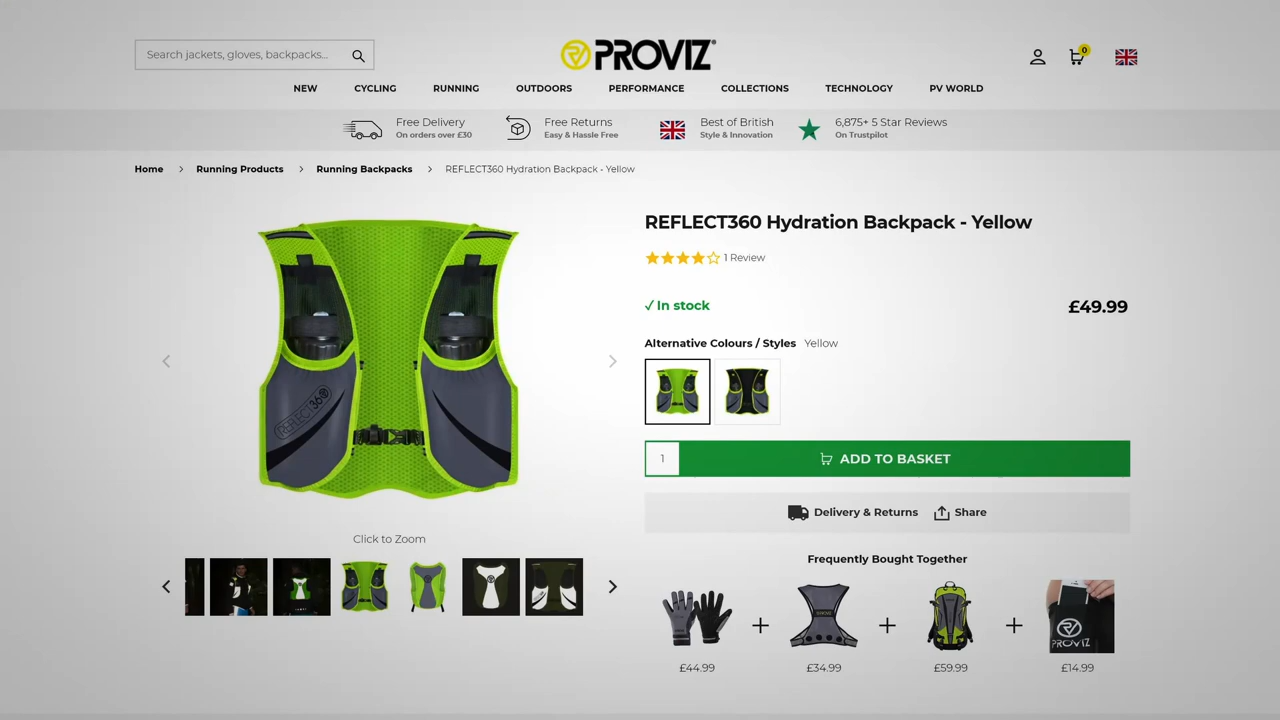 Search jackets, gloves, backpacks...
PROVIZ
0
NEW CYCLING RUNNING OUTDOORS PERFORMANCE COLLECTIONS TECHNOLOGY PV WORLD
Free Delivery
On orders over £30
Free Returns
Easy & Hassle Free
Best of British
Style & Innovation
6,875+ 5 Star Reviews
On Trustpilot
Home > Running Products > Running Backpacks > REFLECT360 Hydration Backpack - Yellow
REFLECT360
REFLECT360 Hydration Backpack - Yellow
1 Review
✓ In stock
£49.99
Alternative Colours / Styles Yellow
1
ADD TO BASKET
Delivery & Returns
Share
Click to Zoom
Frequently Bought Together
PROVIZ
+ + +
£44.99
£34.99
£59.99
£14.99